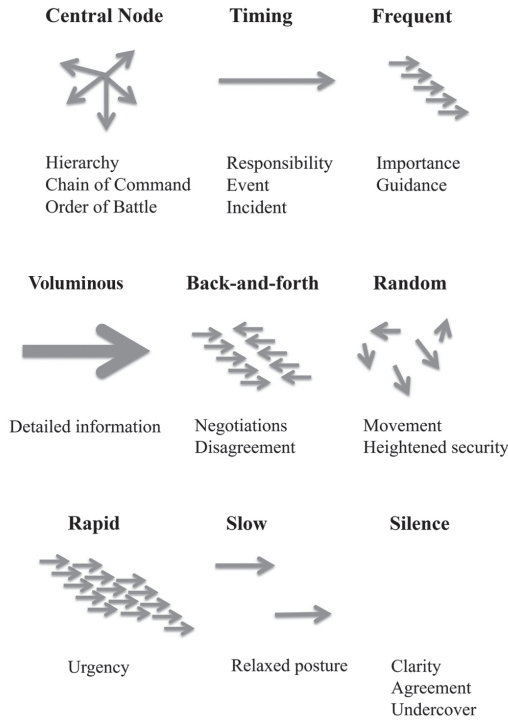 Central Node
Timing
Frequent
Hierarchy
Chain of Command
Order of Battle
Responsibility
Event
Incident
Importance
Guidance
Voluminous
Back-and-forth
Random
Detailed information
Negotiations
Disagreement
Movement
Heightened security
Rapid
Slow
Silence
Urgency
Relaxed posture
Clarity
Agreement
Undercover